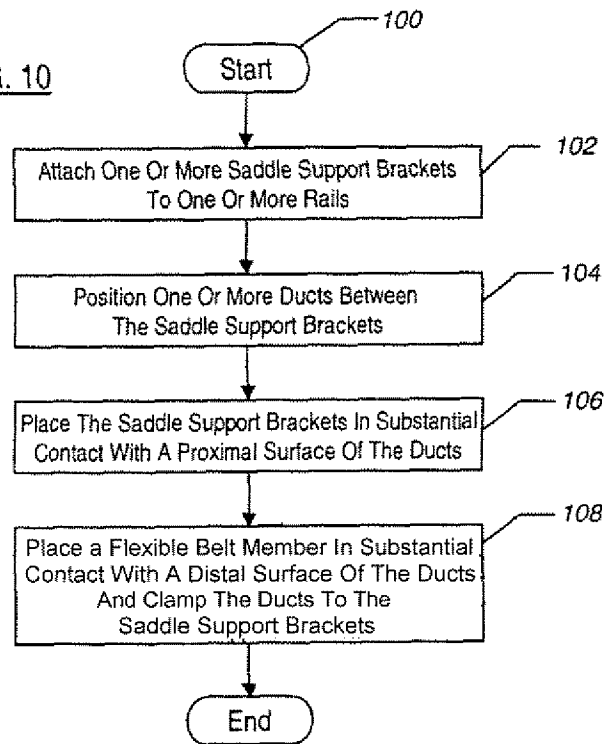 100
Start
. 10
102
Attach One Or More Saddle Support Brackets
To One Or More Rails
104
Position One Or More Ducts Between
The Saddle Support Brackets
106
Place The Saddle Support Brackets In Substantial
Contact With A Proximal Surface Of The Ducts
108
Place a Flexible Belt Member In Substantial
Contact With A Distal Surface Of The Ducts
And Clamp The Ducts To The
Saddle Support Brackets
End